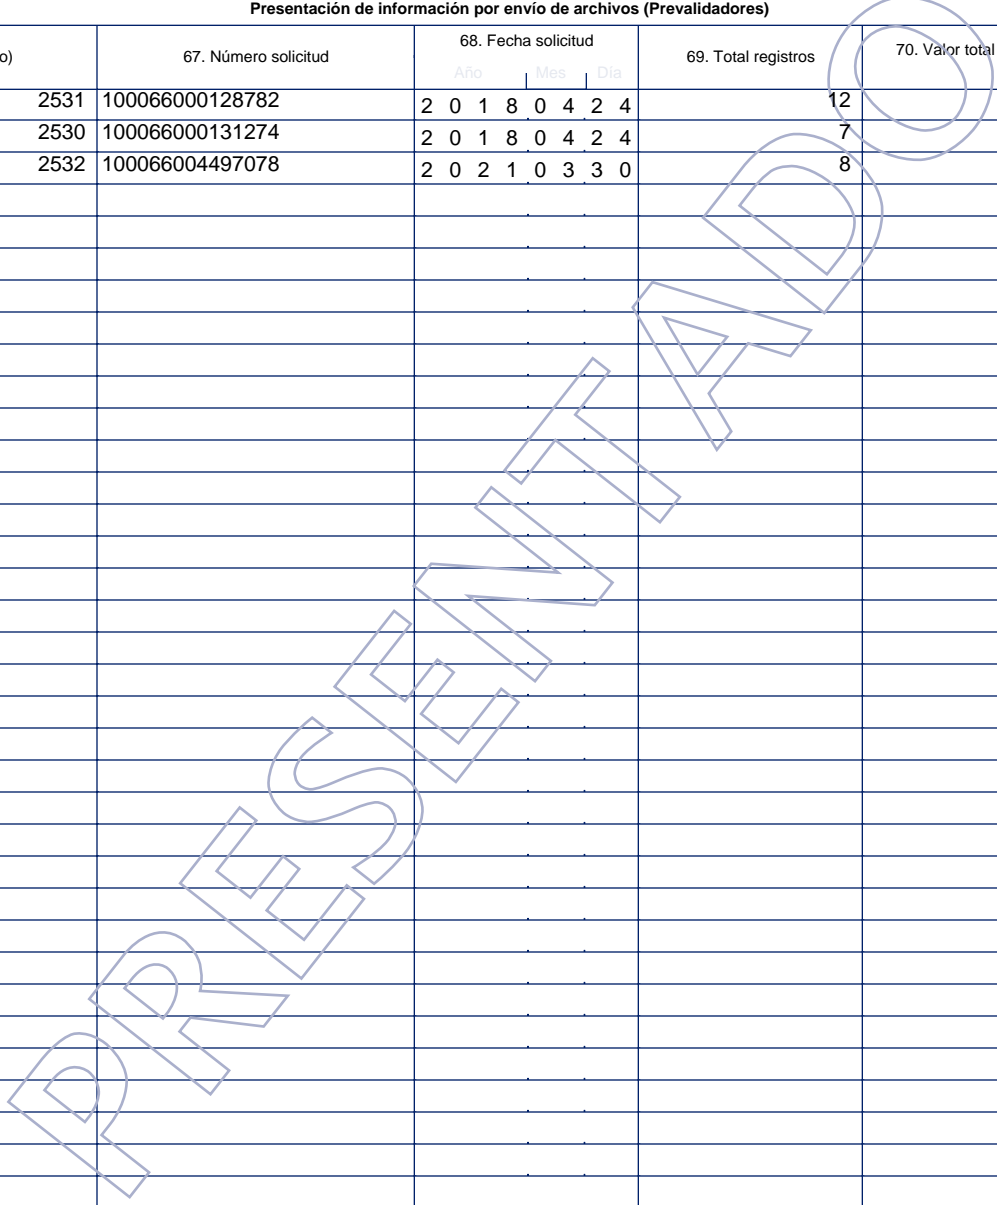 Presentación de información por envío de archivos (Prevalidadores)
o) 67. Número solicitud 68. Fecha solicitud 69. Total registros 70. Valor total
Año Mes Día
2531 100066000128782 2 0 1 8 0 4 2 4 12
2530 100066000131274 2 0 1 8 0 4 2 4 7
2532 100066004497078 2 0 2 1 0 3 3 0 8
PRESENTADO